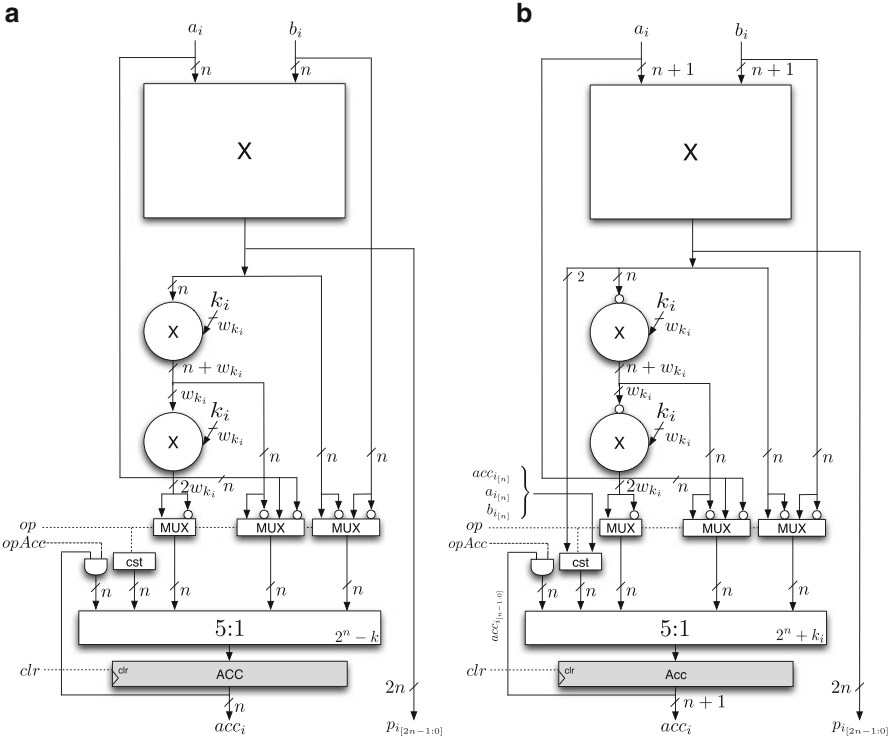 a
b
a_i
b_i
a_i
b_i
n
n
n + 1
n + 1
X
X
n
k_i
2
n
k_i
X
w_{k_i}
X
w_{k_i}
n + w_{k_i}
n + w_{k_i}
w_{k_i}
k_i
w_{k_i}
k_i
X
w_{k_i}
X
w_{k_i}
n
n
n
n
n
n
2w_{k_i}
n
acc_{i[n]}
a_{i[n]}
b_{i[n]}
2w_{k_i}
n
op
MUX
MUX
MUX
op
MUX
MUX
MUX
opAcc
cst
opAcc
cst
n
n
n
n
n
n
n
n
n
n
acc_{i[n-1:0]}
5:1
2^n − k
5:1
2^n + k_i
clr
clr
ACC
clr
clr
Acc
n
2n
n + 1
2n
acc_i
p_{i[2n−1:0]}
acc_i
p_{i[2n−1:0]}